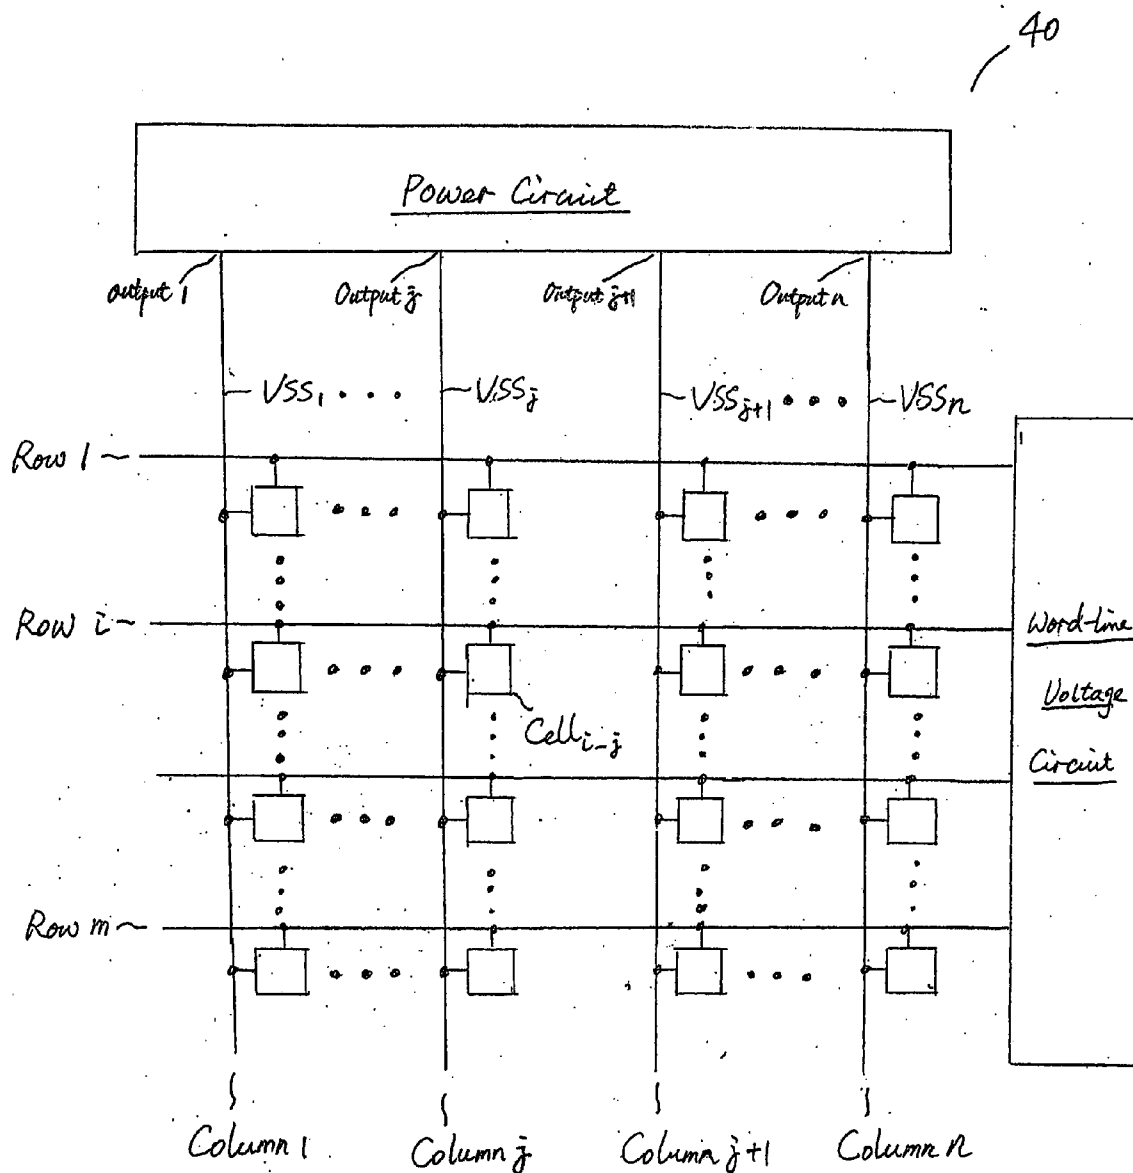 40
Power Circuit
Output 1 Output j Output j+1 Output n
VSS₁ • • • VSSⱼ VSSⱼ₊₁ • • • VSSn
Row 1
Row i
Word-line
Voltage
Circuit
Cellᵢ₋ⱼ
Row m
Column 1 Column j Column j+1 Column n